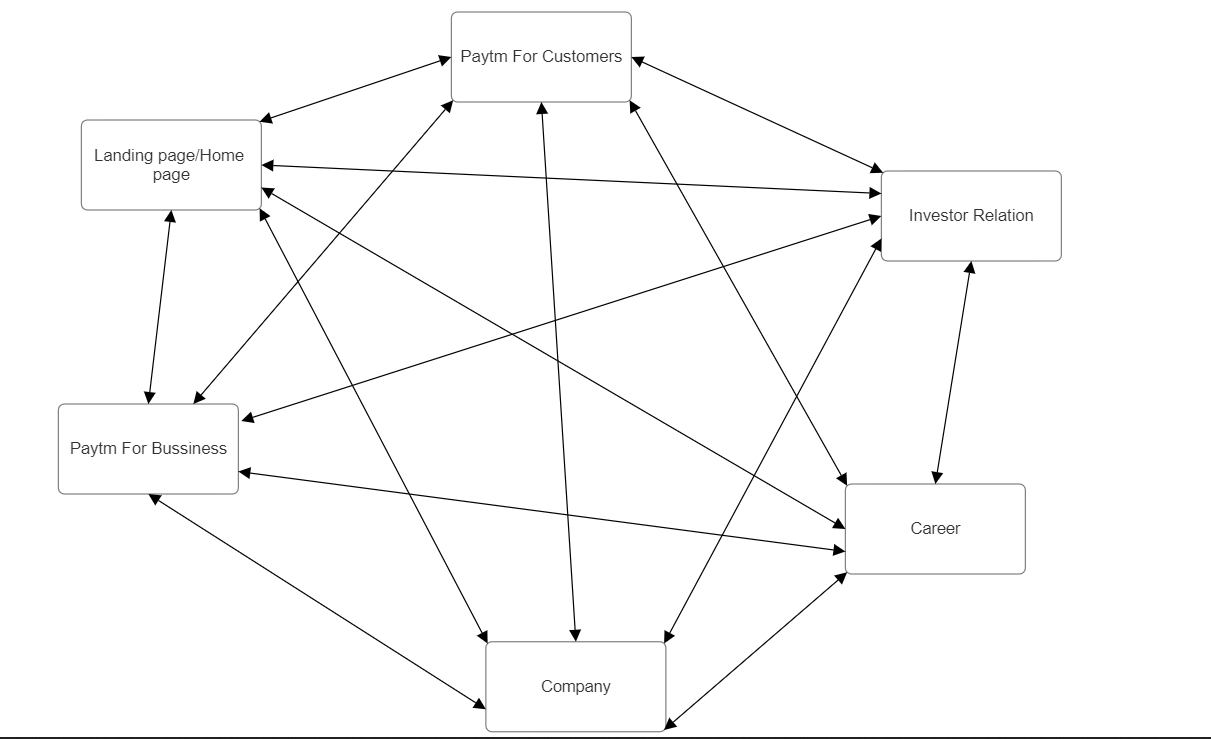 Paytm For Customers
Landing page/Home
page
Investor Relation
Paytm For Bussiness
Career
Company